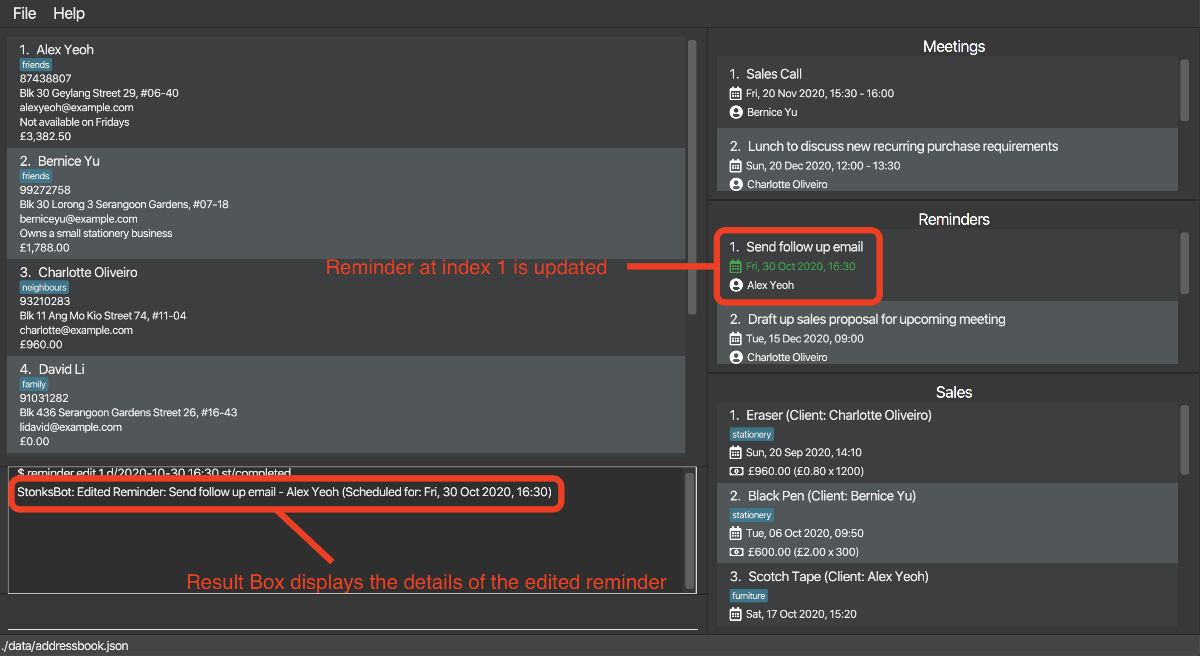 File Help
1. Alex Yeoh
friends
87438807
Blk 30 Geylang Street 29, #06-40
alexyeoh@example.com
Not available on Fridays
£3,382.50
2. Bernice Yu
friends
99272758
Blk 30 Lorong 3 Serangoon Gardens, #07-18
berniceyu@example.com
Owns a small stationery business
£1,788.00
3. Charlotte Oliveiro
neighbours
93210283
Blk 11 Ang Mo Kio Street 74, #11-04
charlotte@example.com
£960.00
4. David Li
family
91031282
Blk 436 Serangoon Gardens Street 26, #16-43
lidavid@example.com
£0.00
Reminder at index 1 is updated
$ reminder edit 1 d/2020-10-30 16:30 st/completed
StonksBot: Edited Reminder: Send follow up email - Alex Yeoh (Scheduled for: Fri, 30 Oct 2020, 16:30)
Result Box displays the details of the edited reminder
Meetings
1. Sales Call
Fri, 20 Nov 2020, 15:30 - 16:00
Bernice Yu
2. Lunch to discuss new recurring purchase requirements
Sun, 20 Dec 2020, 12:00 - 13:30
Charlotte Oliveiro
Reminders
1. Send follow up email
Fri, 30 Oct 2020, 16:30
Alex Yeoh
2. Draft up sales proposal for upcoming meeting
Tue, 15 Dec 2020, 09:00
Charlotte Oliveiro
Sales
1. Eraser (Client: Charlotte Oliveiro)
stationery
Sun, 20 Sep 2020, 14:10
£960.00 (£0.80 x 1200)
2. Black Pen (Client: Bernice Yu)
stationery
Tue, 06 Oct 2020, 09:50
£600.00 (£2.00 x 300)
3. Scotch Tape (Client: Alex Yeoh)
furniture
Sat, 17 Oct 2020, 15:20
./data/addressbook.json